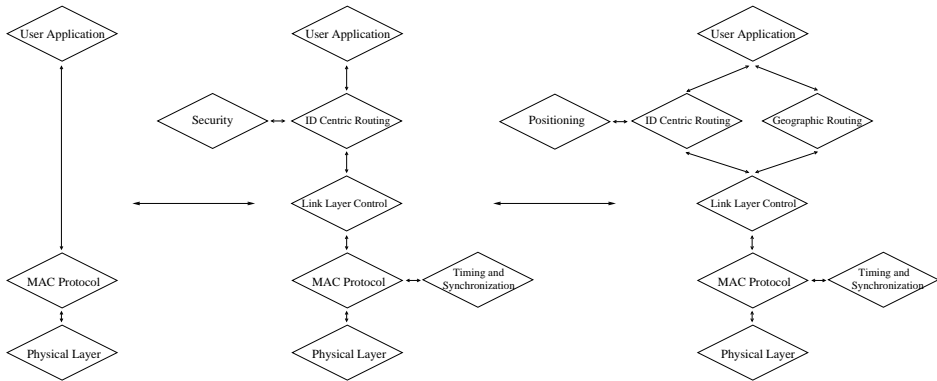 User Application
User Application
User Application
Security
ID Centric Routing
Positioning
ID Centric Routing
Geographic Routing
Link Layer Control
Link Layer Control
MAC Protocol
MAC Protocol
Timing and
Synchronization
MAC Protocol
Timing and
Synchronization
Physical Layer
Physical Layer
Physical Layer